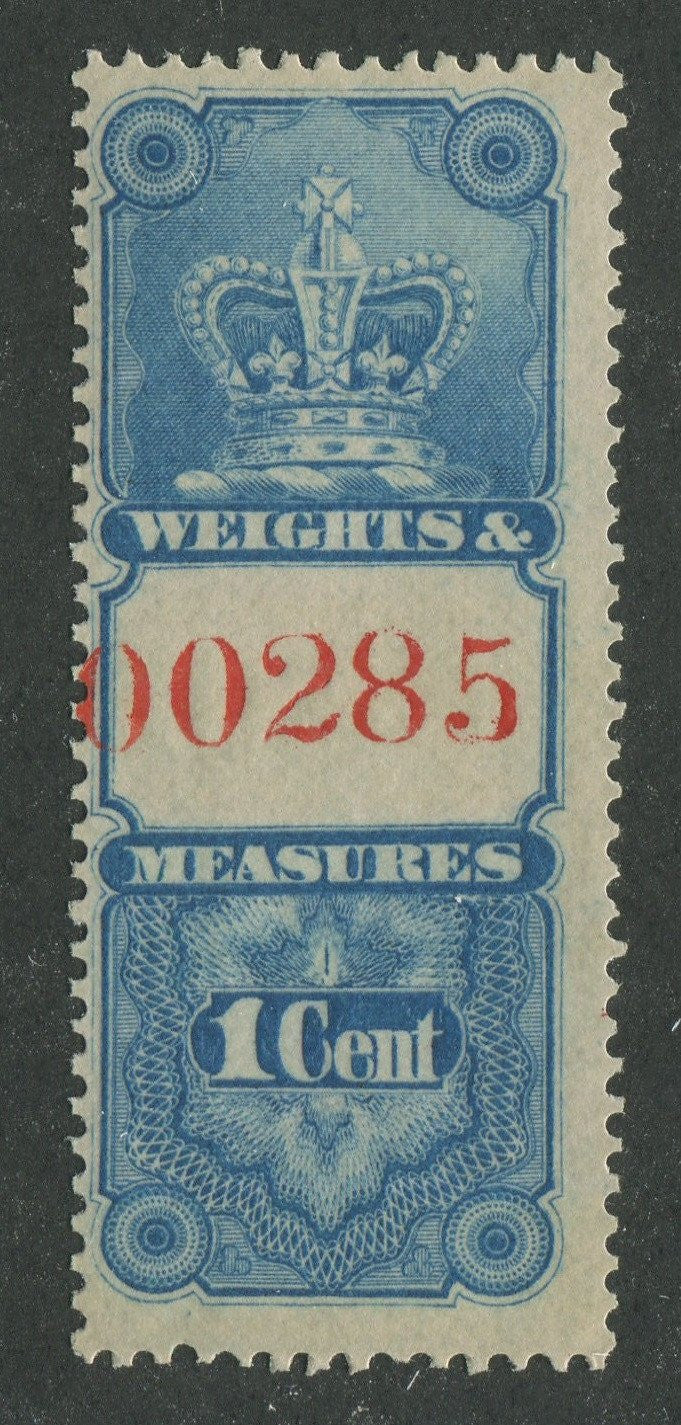 WEIGHTS &
00285
MEASURES
1 Cent